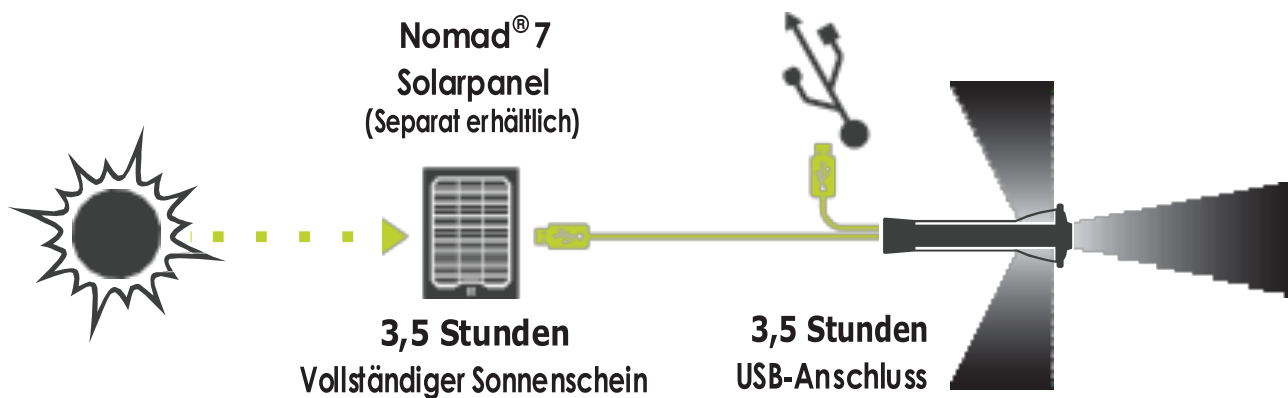 Nomad® 7
Solarpanel
(Separat erhältlich)
3,5 Stunden
Vollständiger Sonnenschein
3,5 Stunden
USB-Anschluss